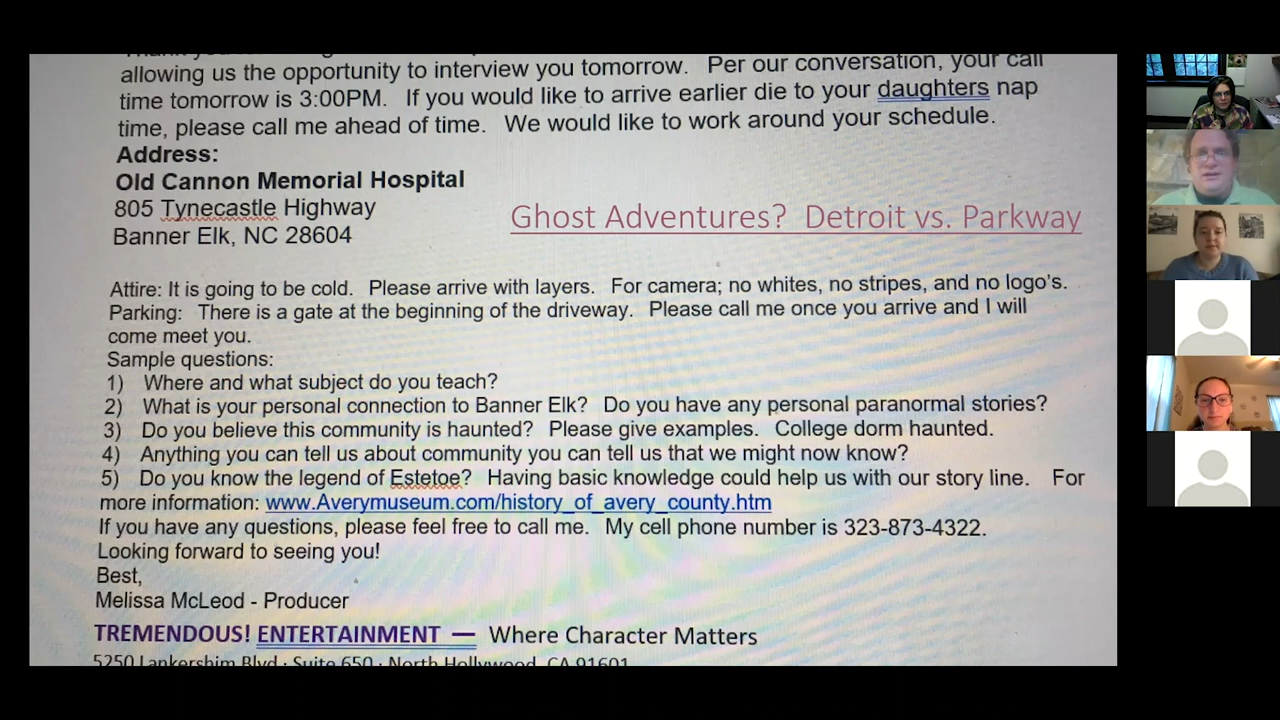 allowing us the opportunity to interview you tomorrow. Per our conversation, your call
time tomorrow is 3:00PM. If you would like to arrive earlier die to your daughters nap
time, please call me ahead of time. We would like to work around your schedule.
Address:
Old Cannon Memorial Hospital
805 Tynecastle Highway
Banner Elk, NC 28604
Ghost Adventures? Detroit vs. Parkway
Attire: It is going to be cold. Please arrive with layers. For camera; no whites, no stripes, and no logo's.
Parking: There is a gate at the beginning of the driveway. Please call me once you arrive and I will
come meet you.
Sample questions:
1) Where and what subject do you teach?
2) What is your personal connection to Banner Elk? Do you have any personal paranormal stories?
3) Do you believe this community is haunted? Please give examples. College dorm haunted.
4) Anything you can tell us about community you can tell us that we might now know?
5) Do you know the legend of Estetoe? Having basic knowledge could help us with our story line. For
more information: www.Averymuseum.com/history_of_avery_county.htm
If you have any questions, please feel free to call me. My cell phone number is 323-873-4322.
Looking forward to seeing you!
Best,
Melissa McLeod - Producer
TREMENDOUS! ENTERTAINMENT — Where Character Matters
5250 Lankershim Blvd · Suite 650 · North Hollywood, CA 91601